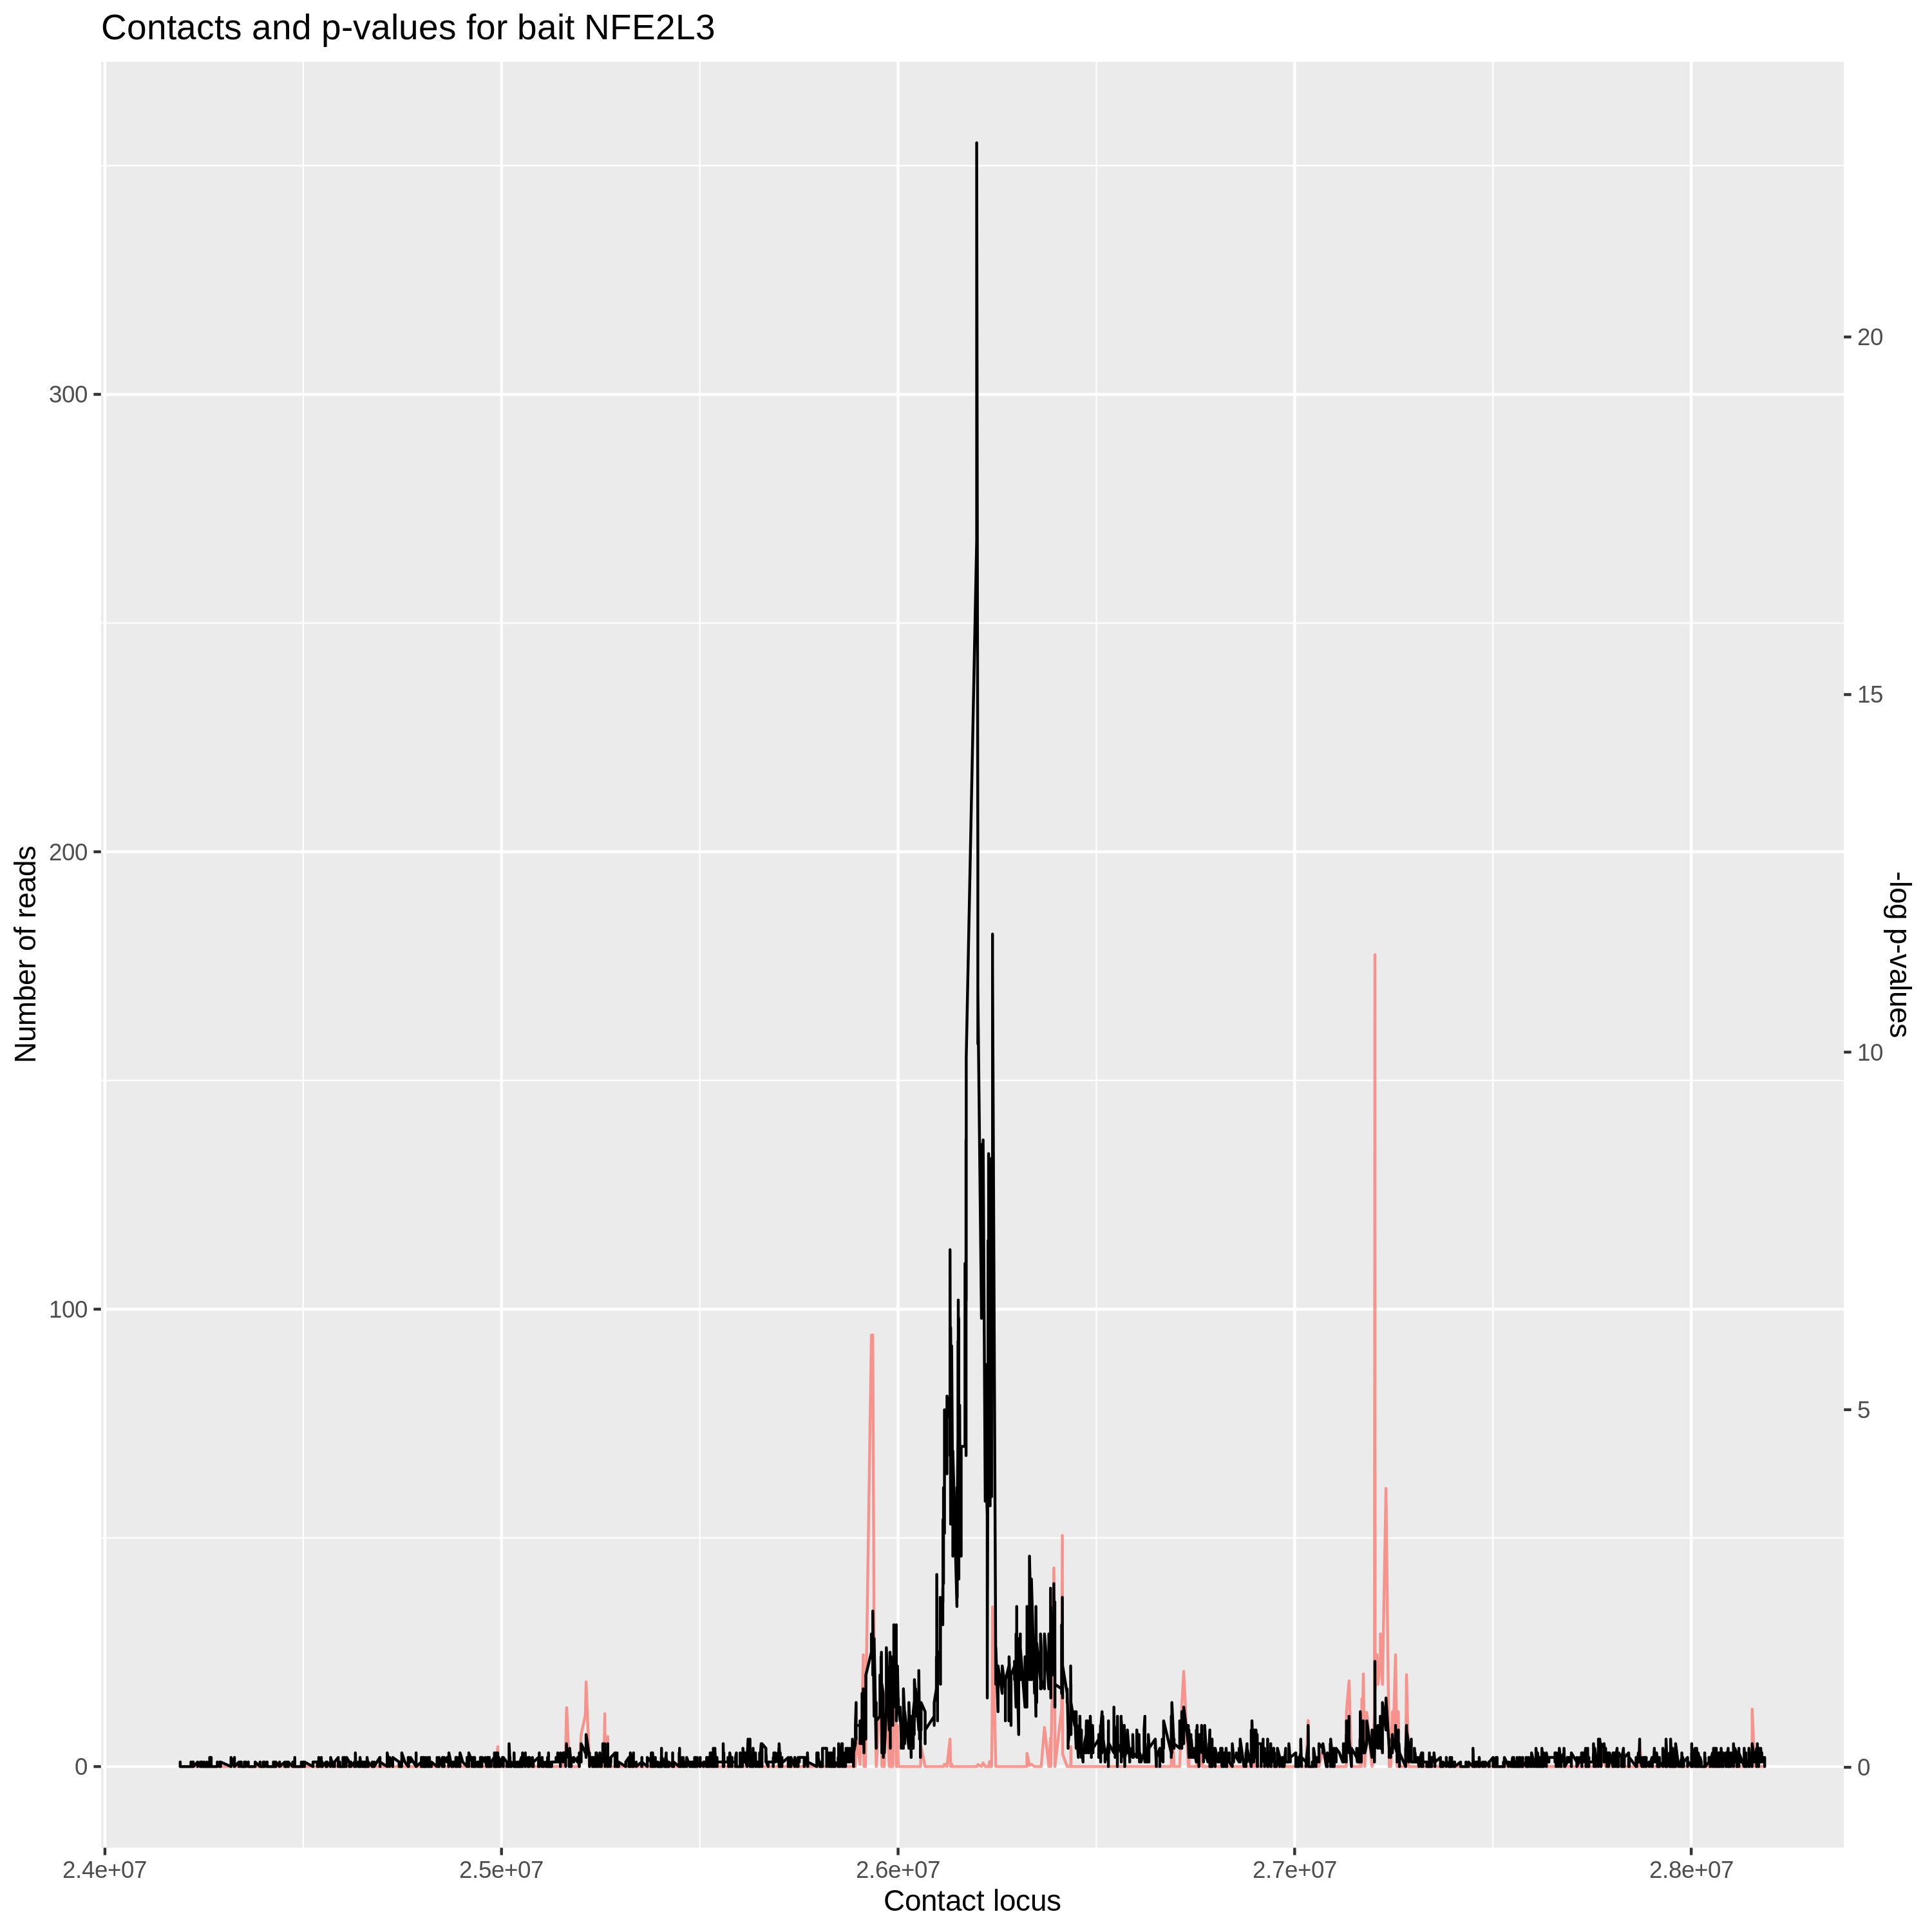 Contacts and p-values for bait NFE2L3
Number of reads
300
200
100
0
20
15
10
5
0
-log p-values
2.4e+07
2.5e+07
2.6e+07
2.7e+07
2.8e+07
Contact locus